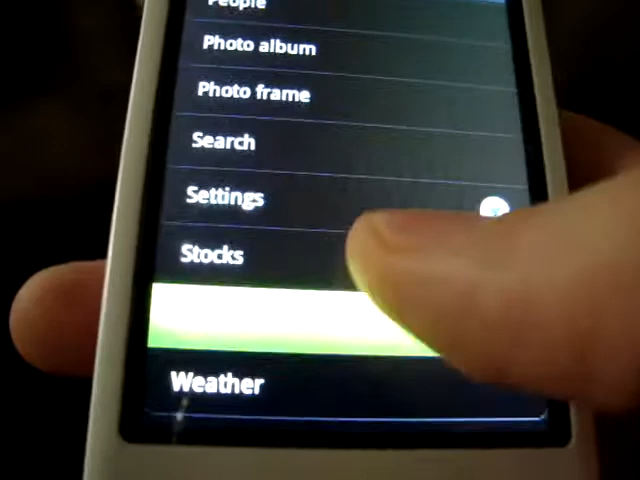 People
Photo album
Photo frame
Search
Settings
Stocks
Weather